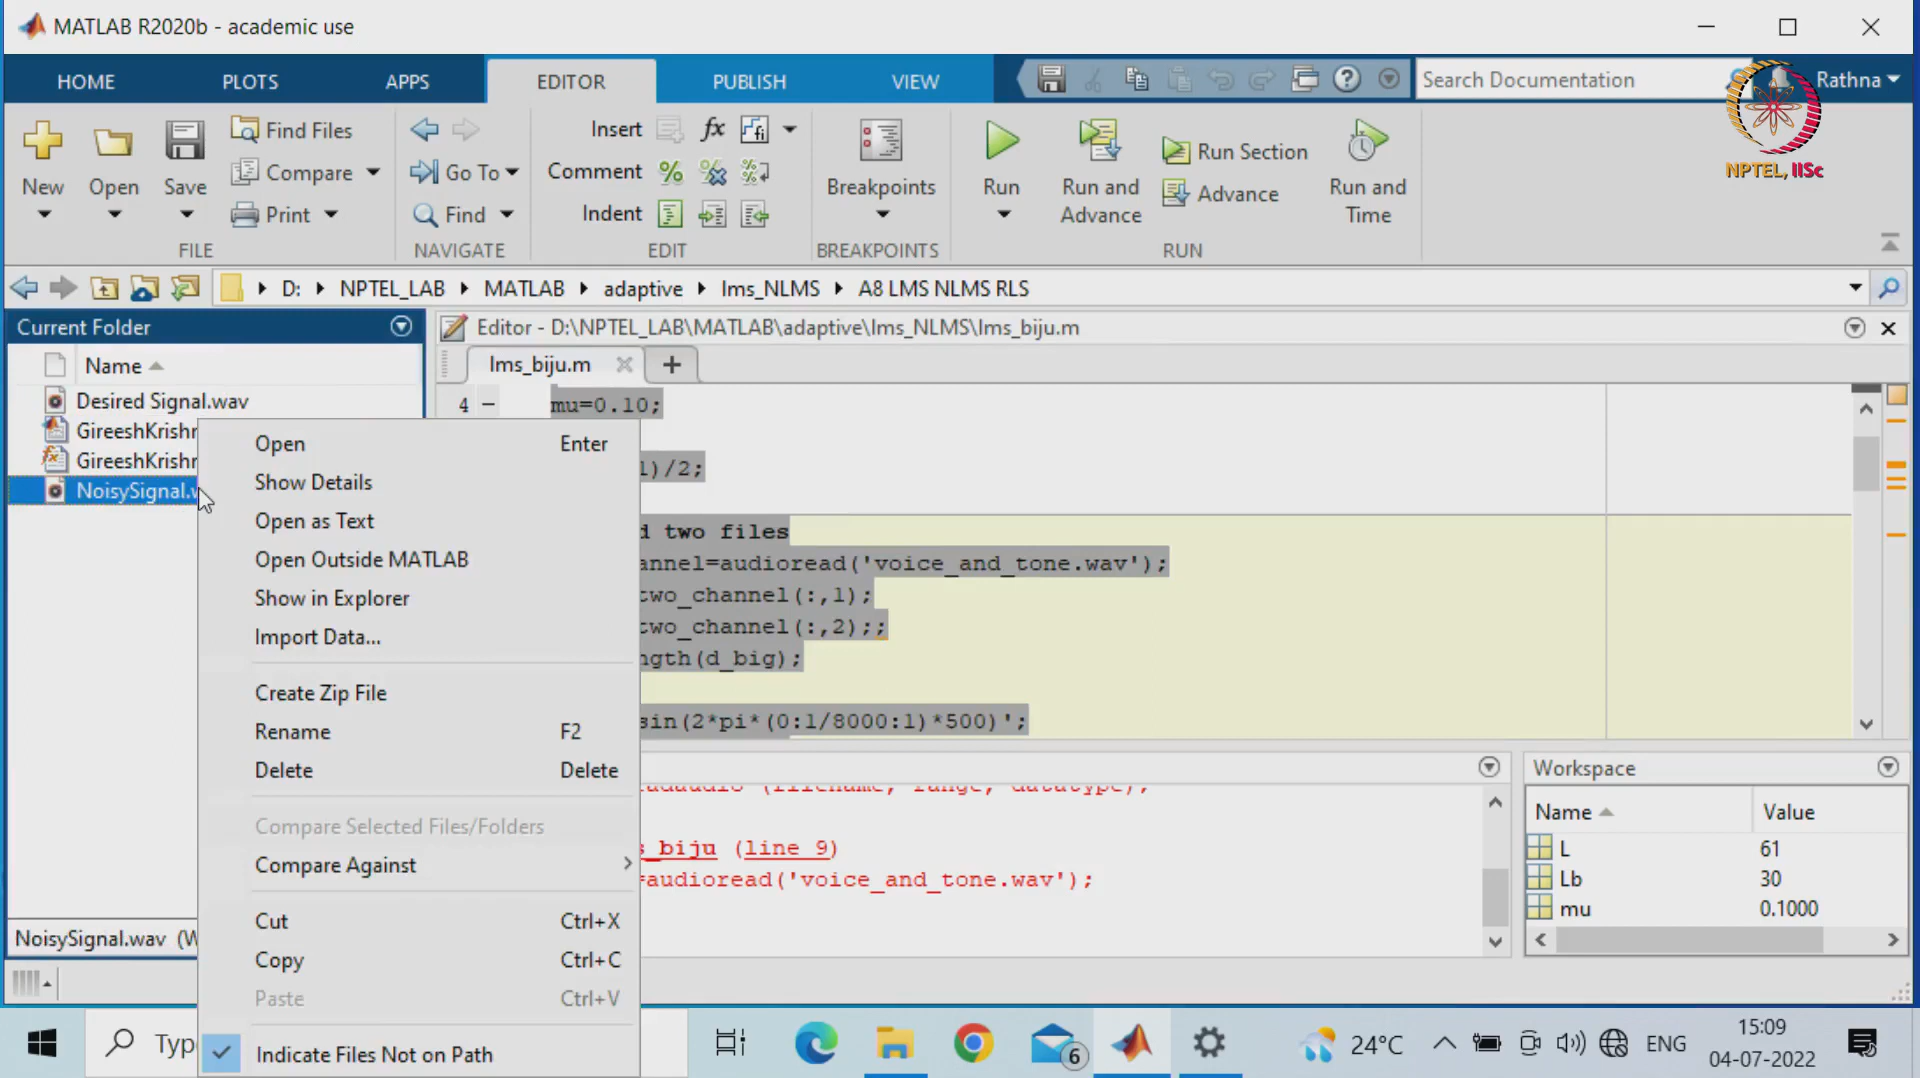 MATLAB R2020b - academic use
HOME PLOTS APPS EDITOR PUBLISH VIEW Search Documentation Rathna
New Open Save Find Files Compare Print FILE
Go To Find NAVIGATE
Insert fx
Comment
Indent
EDIT
Breakpoints
BREAKPOINTS
Run
Run and Advance
Run Section
Advance
Run and Time
RUN
NPTEL, IISc
D: NPTEL_LAB MATLAB adaptive lms_NLMS A8 LMS NLMS RLS
Current Folder
Name
Desired Signal.wav
GireeshKrishr
GireeshKrishr
NoisySignal.w
Editor - D:\NPTEL_LAB\MATLAB\adaptive\lms_NLMS\lms_biju.m
lms_biju.m
4 – mu=0.10;
1)/2;
d two files
annel=audioread('voice_and_tone.wav');
two_channel(:,1);
two_channel(:,2);;
ngth(d_big);
sin(2*pi*(0:1/8000:1)*500)';
Open Enter
Show Details
Open as Text
Open Outside MATLAB
Show in Explorer
Import Data...
Create Zip File
Rename F2
Delete Delete
Compare Selected Files/Folders
Compare Against
Cut Ctrl+X
Copy Ctrl+C
Paste Ctrl+V
Indicate Files Not on Path
adaudio (filename, range, datatype);
s_biju (line 9)
=audioread('voice_and_tone.wav');
Workspace
Name Value
L 61
Lb 30
mu 0.1000
NoisySignal.wav (W
Typ
6
24°C ENG
15:09
04-07-2022